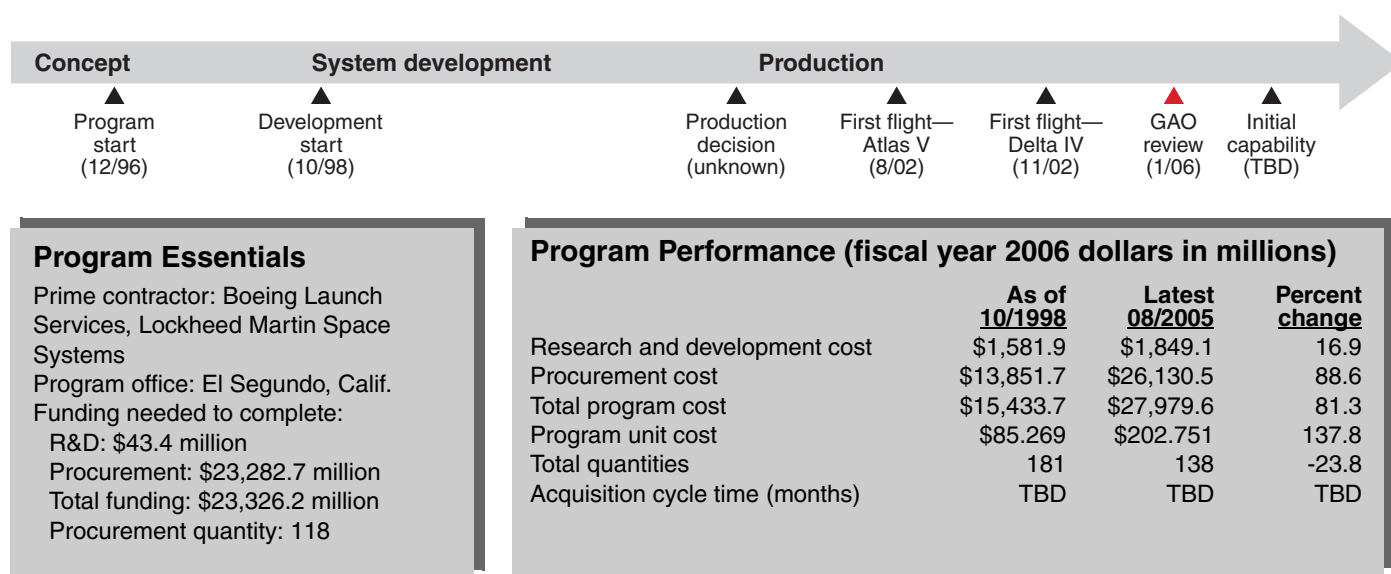 Concept System development Production
Program start (12/96)
Development start (10/98)
Production decision (unknown)
First flight— Atlas V (8/02)
First flight— Delta IV (11/02)
GAO review (1/06)
Initial capability (TBD)
Program Essentials
Prime contractor: Boeing Launch
Services, Lockheed Martin Space
Systems
Program office: El Segundo, Calif.
Funding needed to complete:
R&D: $43.4 million
Procurement: $23,282.7 million
Total funding: $23,326.2 million
Procurement quantity: 118
Program Performance (fiscal year 2006 dollars in millions)
As of Latest Percent
10/1998 08/2005 change
Research and development cost $1,581.9 $1,849.1 16.9
Procurement cost $13,851.7 $26,130.5 88.6
Total program cost $15,433.7 $27,979.6 81.3
Program unit cost $85.269 $202.751 137.8
Total quantities 181 138 -23.8
Acquisition cycle time (months) TBD TBD TBD